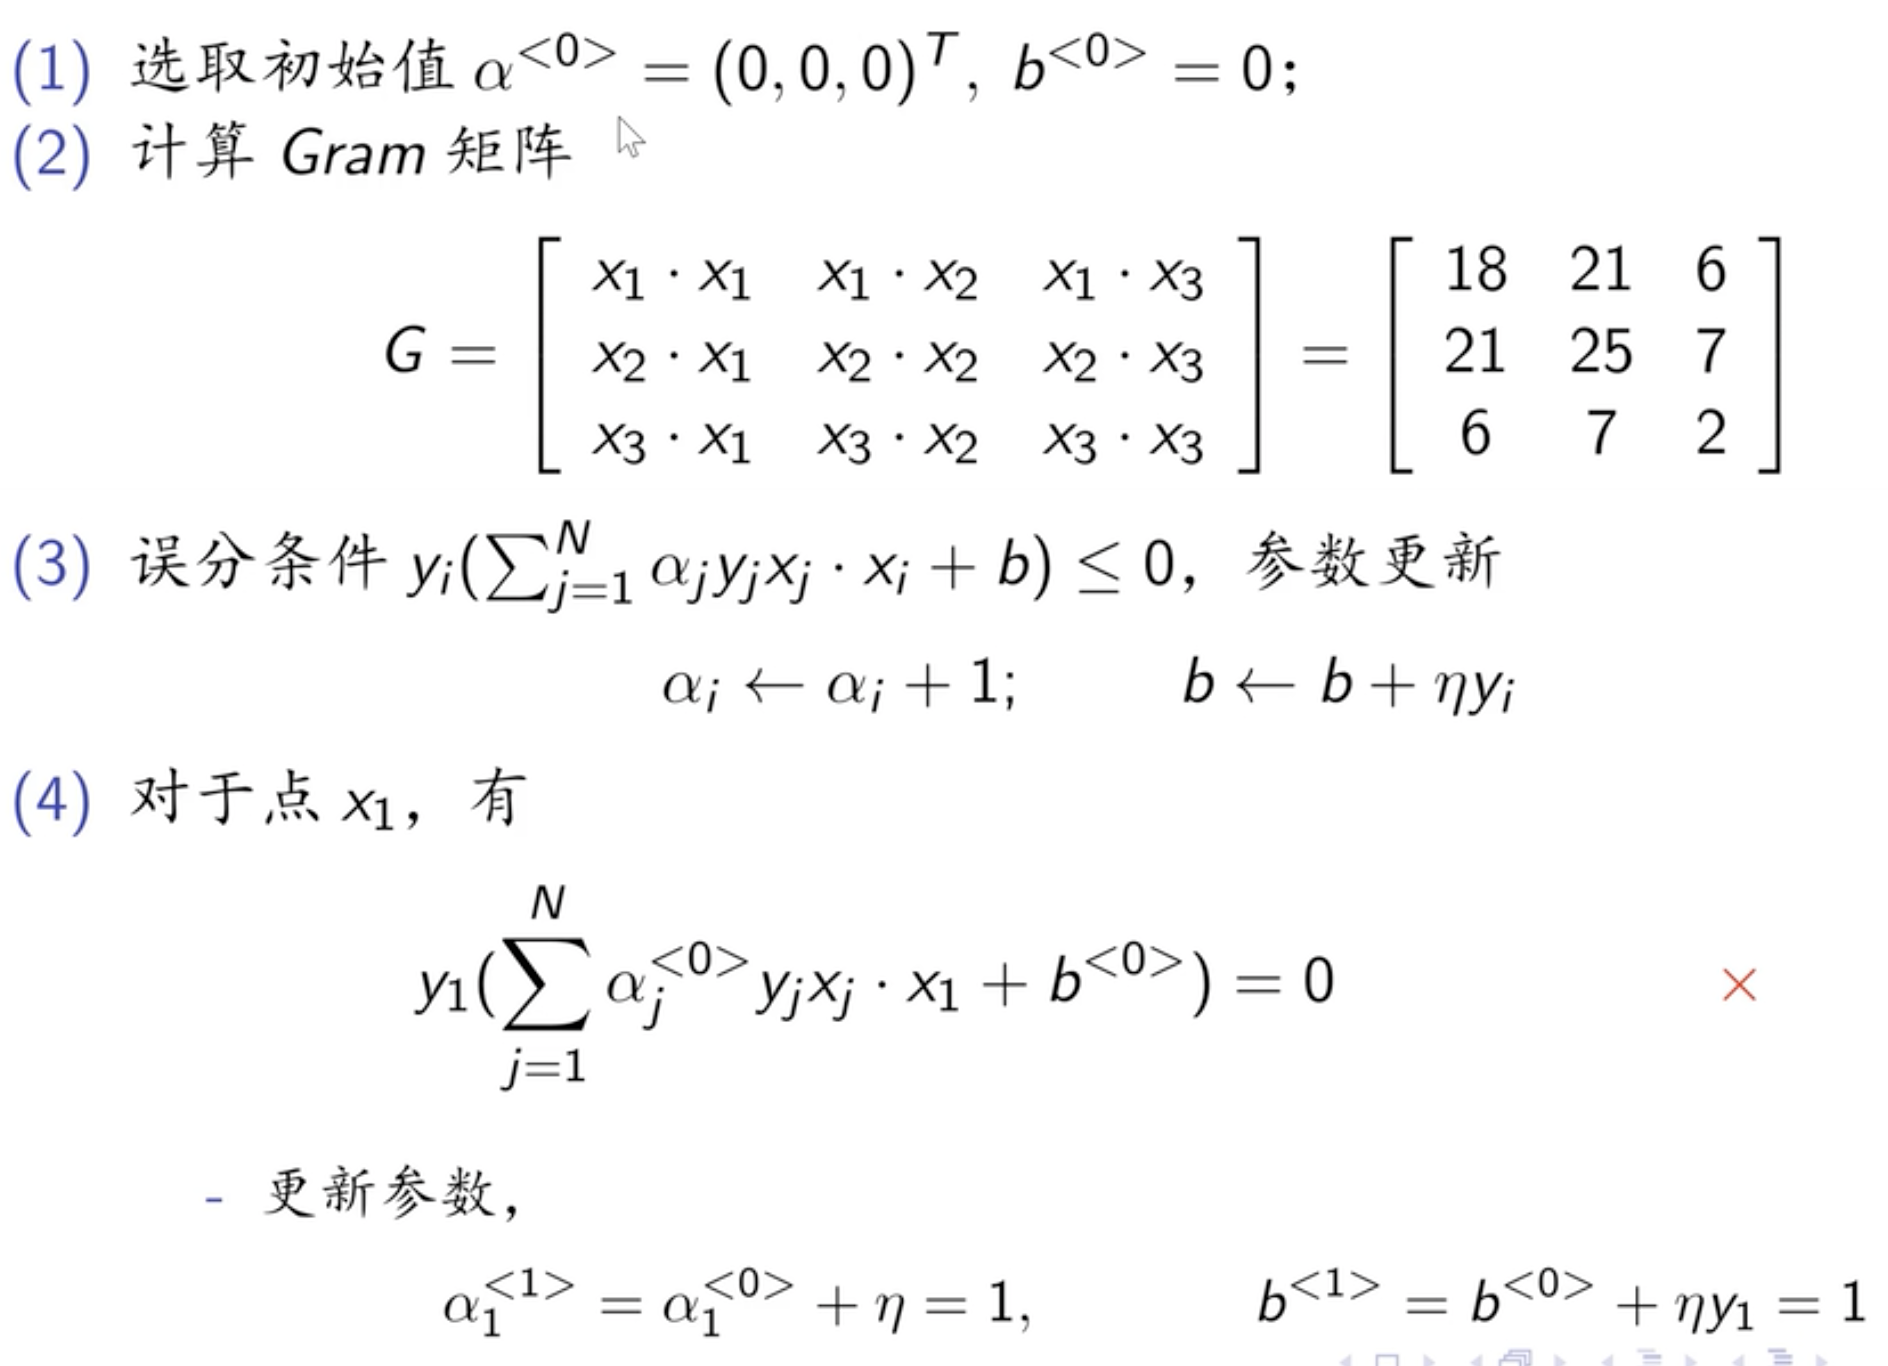 (1) 选取初始值 α^{<0>} = (0, 0, 0)^T, b^{<0>} = 0;
(2) 计算 Gram 矩阵
G = [ x₁ · x₁  x₁ · x₂  x₁ · x₃ ; x₂ · x₁  x₂ · x₂  x₂ · x₃ ; x₃ · x₁  x₃ · x₂  x₃ · x₃ ] = [ 18 21 6 ; 21 25 7 ; 6 7 2 ]
(3) 误分条件 y_i(∑_{j=1}^{N} α_j y_j x_j · x_i + b) ≤ 0, 参数更新
α_i ← α_i + 1; b ← b + ηy_i
(4) 对于点 x₁, 有
y₁(∑_{j=1}^{N} α_j^{<0>} y_j x_j · x₁ + b^{<0>}) = 0 ×
- 更新参数,
α₁^{<1>} = α₁^{<0>} + η = 1, b^{<1>} = b^{<0>} + ηy₁ = 1